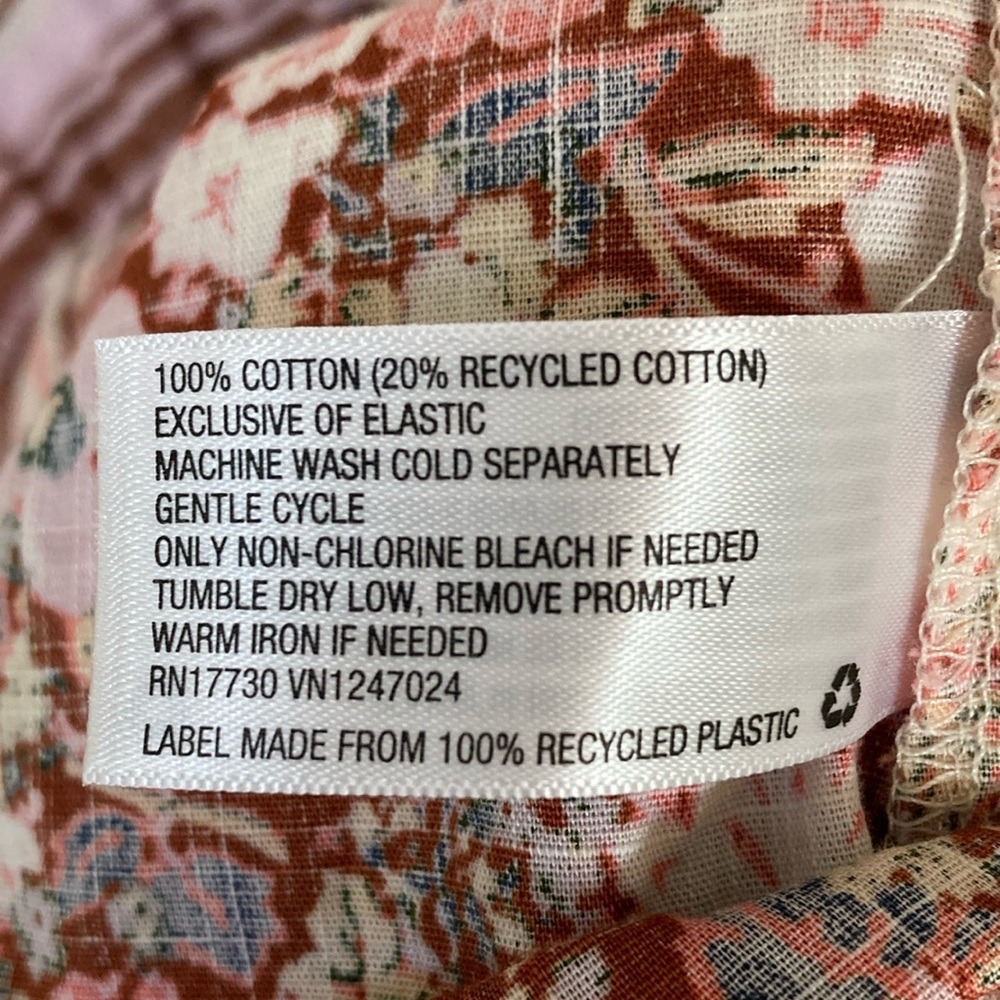 100% COTTON (20% RECYCLED COTTON)
EXCLUSIVE OF ELASTIC
MACHINE WASH COLD SEPARATELY
GENTLE CYCLE
ONLY NON-CHLORINE BLEACH IF NEEDED
TUMBLE DRY LOW, REMOVE PROMPTLY
WARM IRON IF NEEDED
RN17730 VN1247024
LABEL MADE FROM 100% RECYCLED PLASTIC